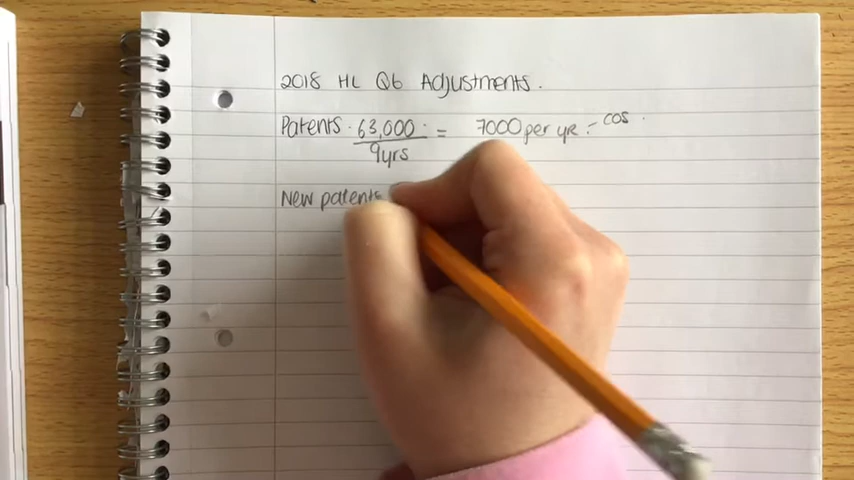 2018 HL Q6 Adjustments.
Patents. 63,000 = 7000 per yr :- cos
9yrs
New patents